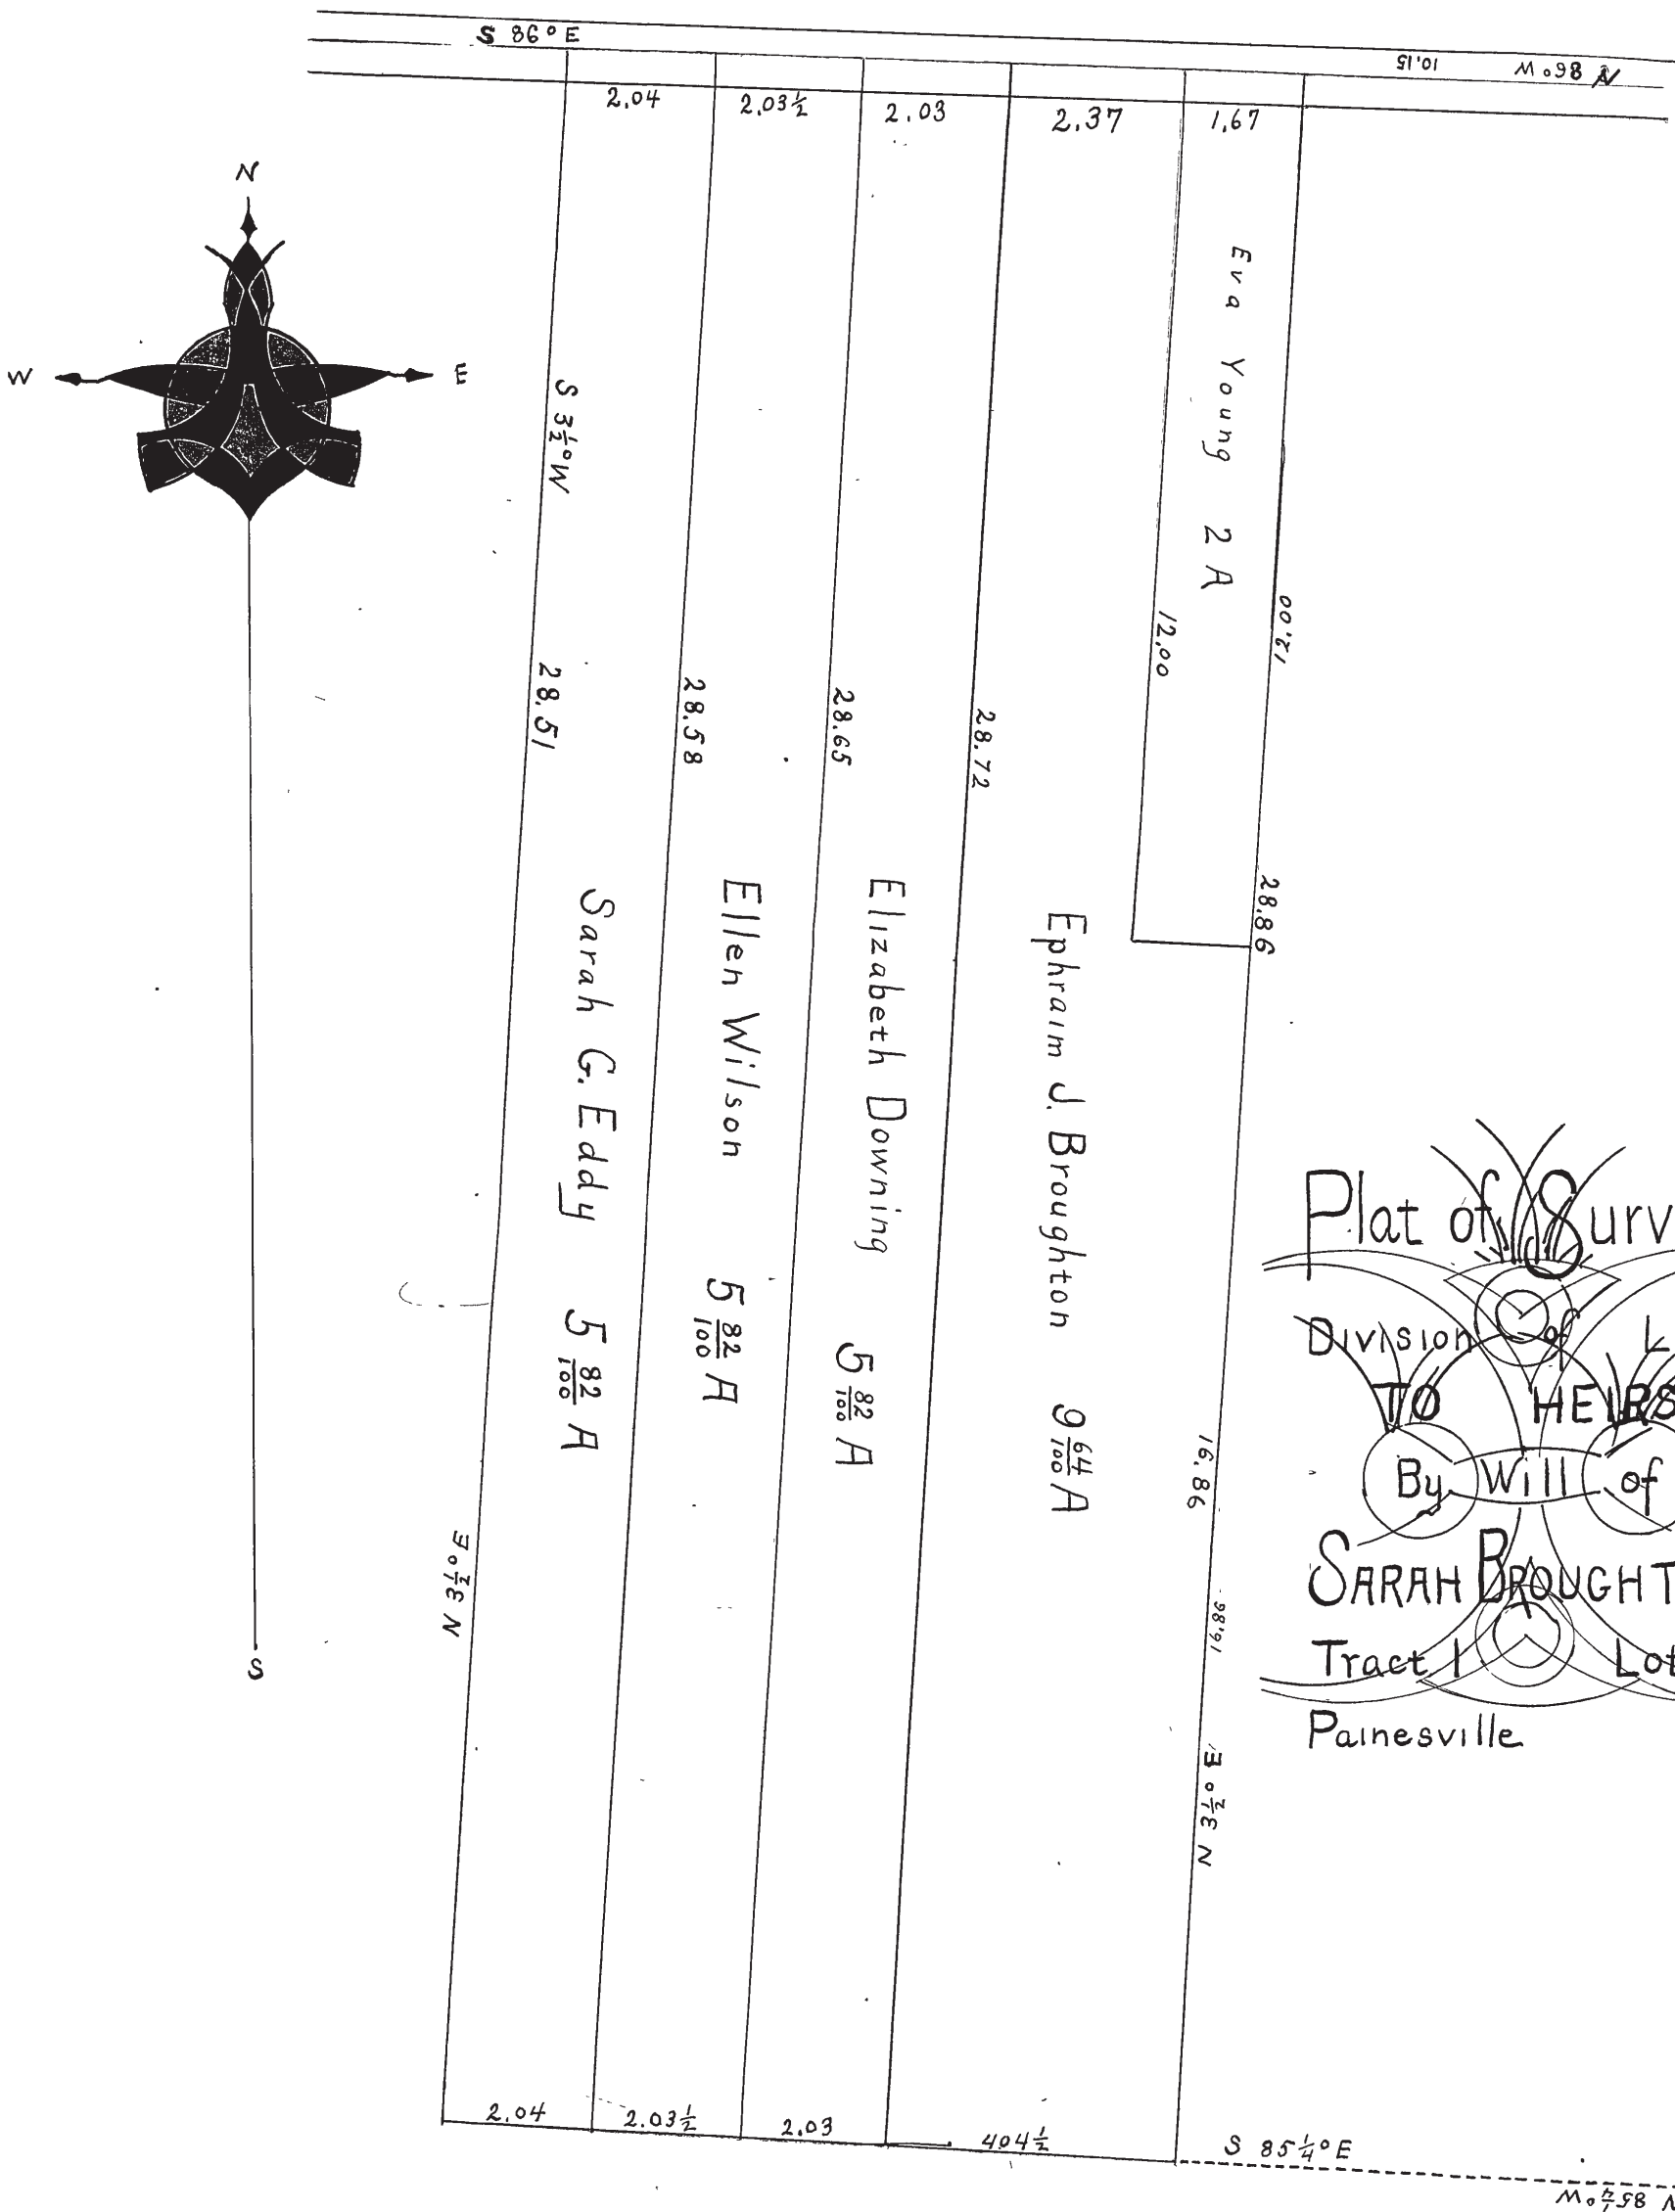 S 86° E
N 86° W 10.15
2.04 2.03½ 2.03 2.37 1.67
N
W E
S
S 3½° W
28.51
28.58
28.65
28.72
12.00
12.00
28.86
Eva Young 2 A
Ephraim J. Broughton 9 64/100 A
Elizabeth Downing 5 82/100 A
Ellen Wilson 5 82/100 A
Sarah G. Eddy 5 82/100 A
16.86
16.86
N 3½° E
N 3½° E
Plat of Surv
Division of L
TO HEIRS
By Will of
SARAH BROUGHT
Tract 1 Lot
Painesville
2.04 2.03½ 2.03 404½
S 85¼° E
N 85¼° W